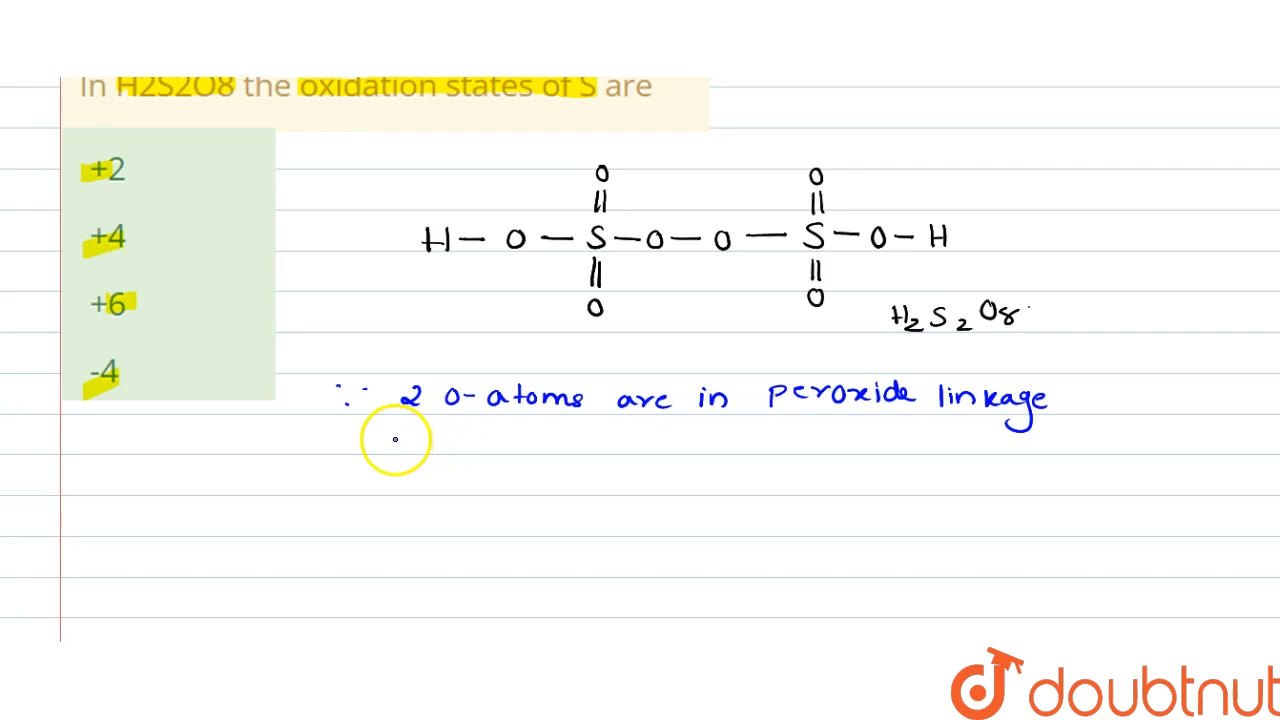 In H2S2O8 the oxidation states of S are
+2
+4
+6
-4
O O
|| ||
H – O – S – O – O – S – O – H
|| ||
O O
H2S2O8
∵ 2 O-atoms are in peroxide linkage
doubtnut